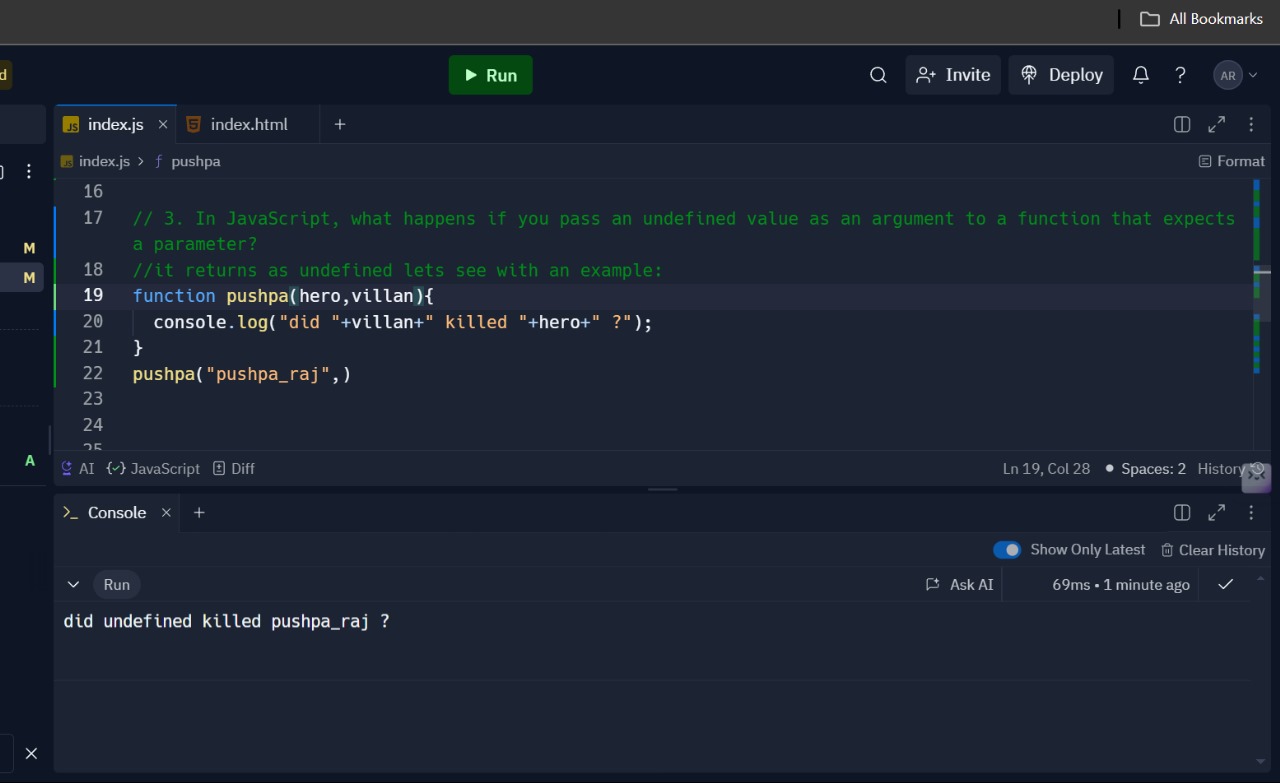 All Bookmarks
d
Run
Invite
Deploy
?
AR
JS index.js ×
index.html
+
index.js > f pushpa
Format
16
17 // 3. In JavaScript, what happens if you pass an undefined value as an argument to a function that expects
a parameter?
M
18 //it returns as undefined lets see with an example:
M
19 function pushpa(hero,villan){
20 console.log("did "+villan+" killed "+hero+" ?");
21 }
22 pushpa("pushpa_raj",)
23
24
25
A
AI {✓} JavaScript Diff
Ln 19, Col 28 • Spaces: 2 History
>_ Console × +
Show Only Latest Clear History
Run
Ask AI 69ms • 1 minute ago
did undefined killed pushpa_raj ?